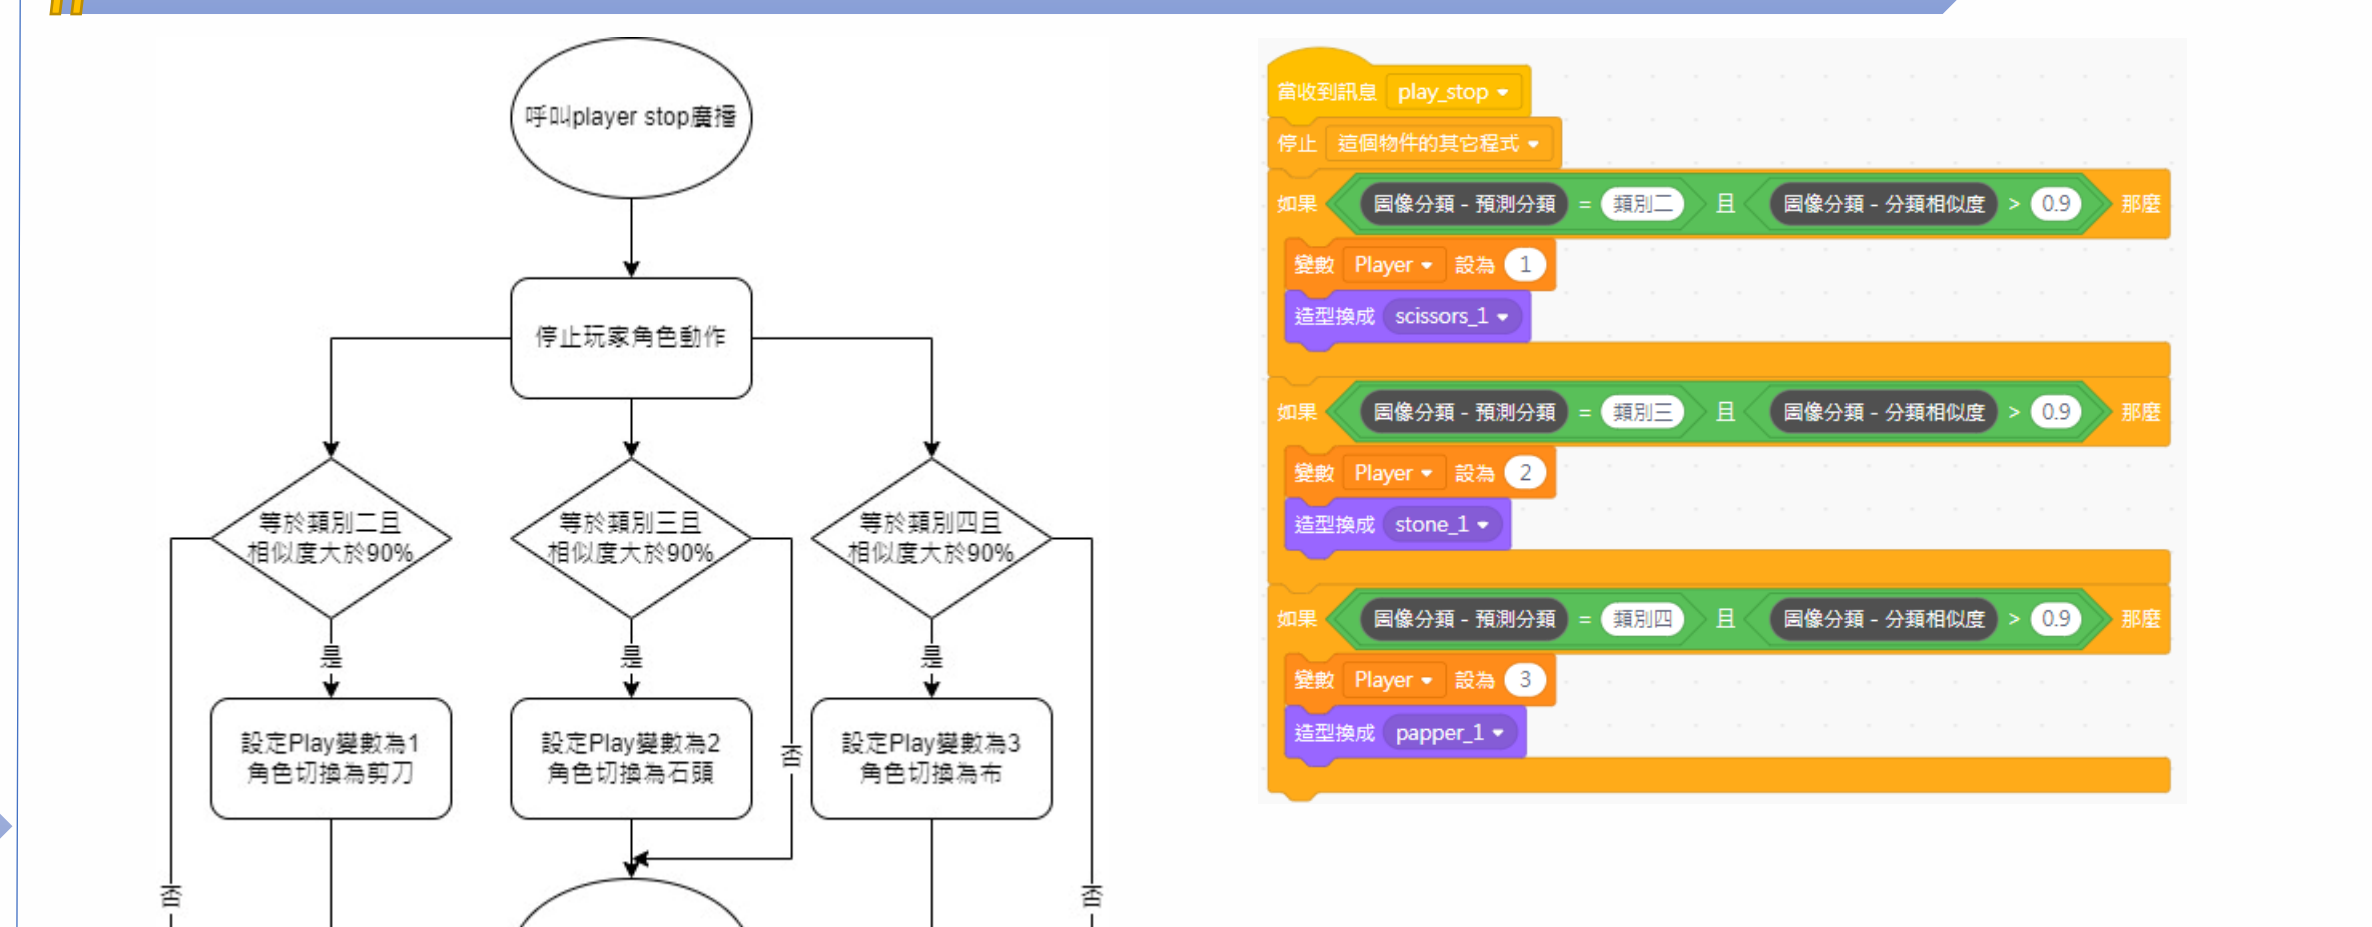 呼叫player stop廣播
停止玩家角色動作
等於類別二且
相似度大於90%
等於類別三且
相似度大於90%
等於類別四且
相似度大於90%
是
是
是
設定Play變數為1
角色切換為剪刀
設定Play變數為2
角色切換為石頭
否
設定Play變數為3
角色切換為布
否
否
當收到訊息 play_stop
停止 這個物件的其它程式
如果 圖像分類 - 預測分類 = 類別二 且 圖像分類 - 分類相似度 > 0.9 那麼
變數 Player 設為 1
造型換成 scissors_1
如果 圖像分類 - 預測分類 = 類別三 且 圖像分類 - 分類相似度 > 0.9 那麼
變數 Player 設為 2
造型換成 stone_1
如果 圖像分類 - 預測分類 = 類別四 且 圖像分類 - 分類相似度 > 0.9 那麼
變數 Player 設為 3
造型換成 papper_1